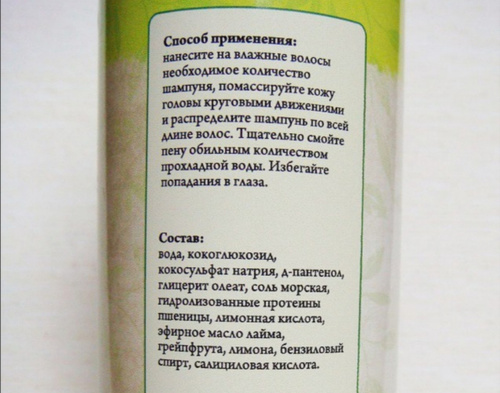 Способ применения:
нанесите на влажные волосы
необходимое количество
шампуня, помассируйте кожу
головы круговыми движениями
и распределите шампунь по всей
длине волос. Тщательно смойте
пену обильным количеством
прохладной воды. Избегайте
попадания в глаза.
Состав:
вода, кокоглюкозид,
кокосульфат натрия, д-пантенол,
глицерит олеат, соль морская,
гидролизованные протеины
пшеницы, лимонная кислота,
эфирное масло лайма,
грейпфрута, лимона, бензиловый
спирт, салициловая кислота.